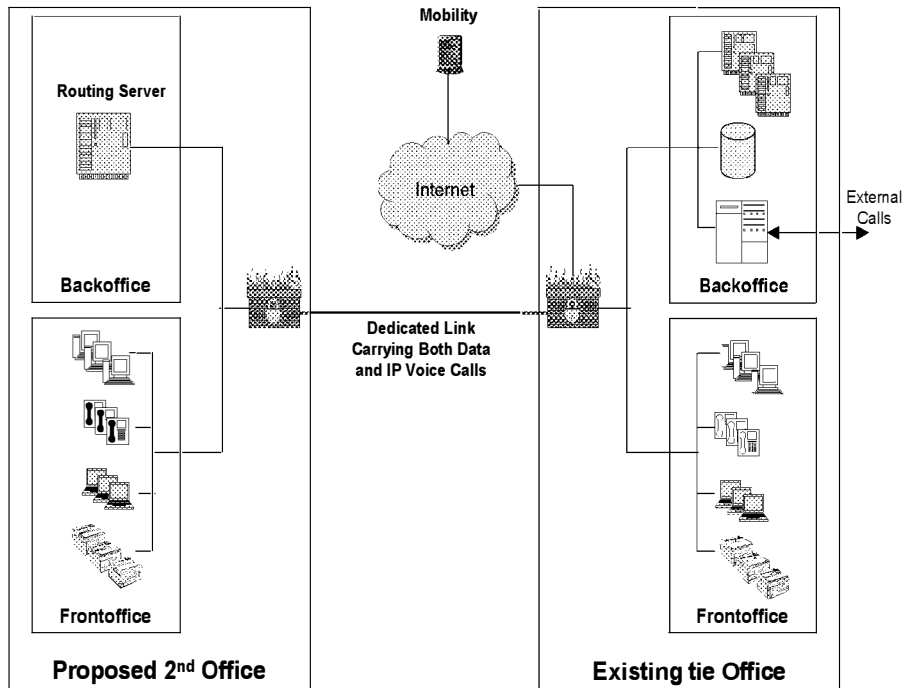 Mobility
Routing Server
Internet
External
Calls
Backoffice
Backoffice
Dedicated Link
Carrying Both Data
and IP Voice Calls
Frontoffice
Frontoffice
Proposed 2nd Office
Existing tie Office